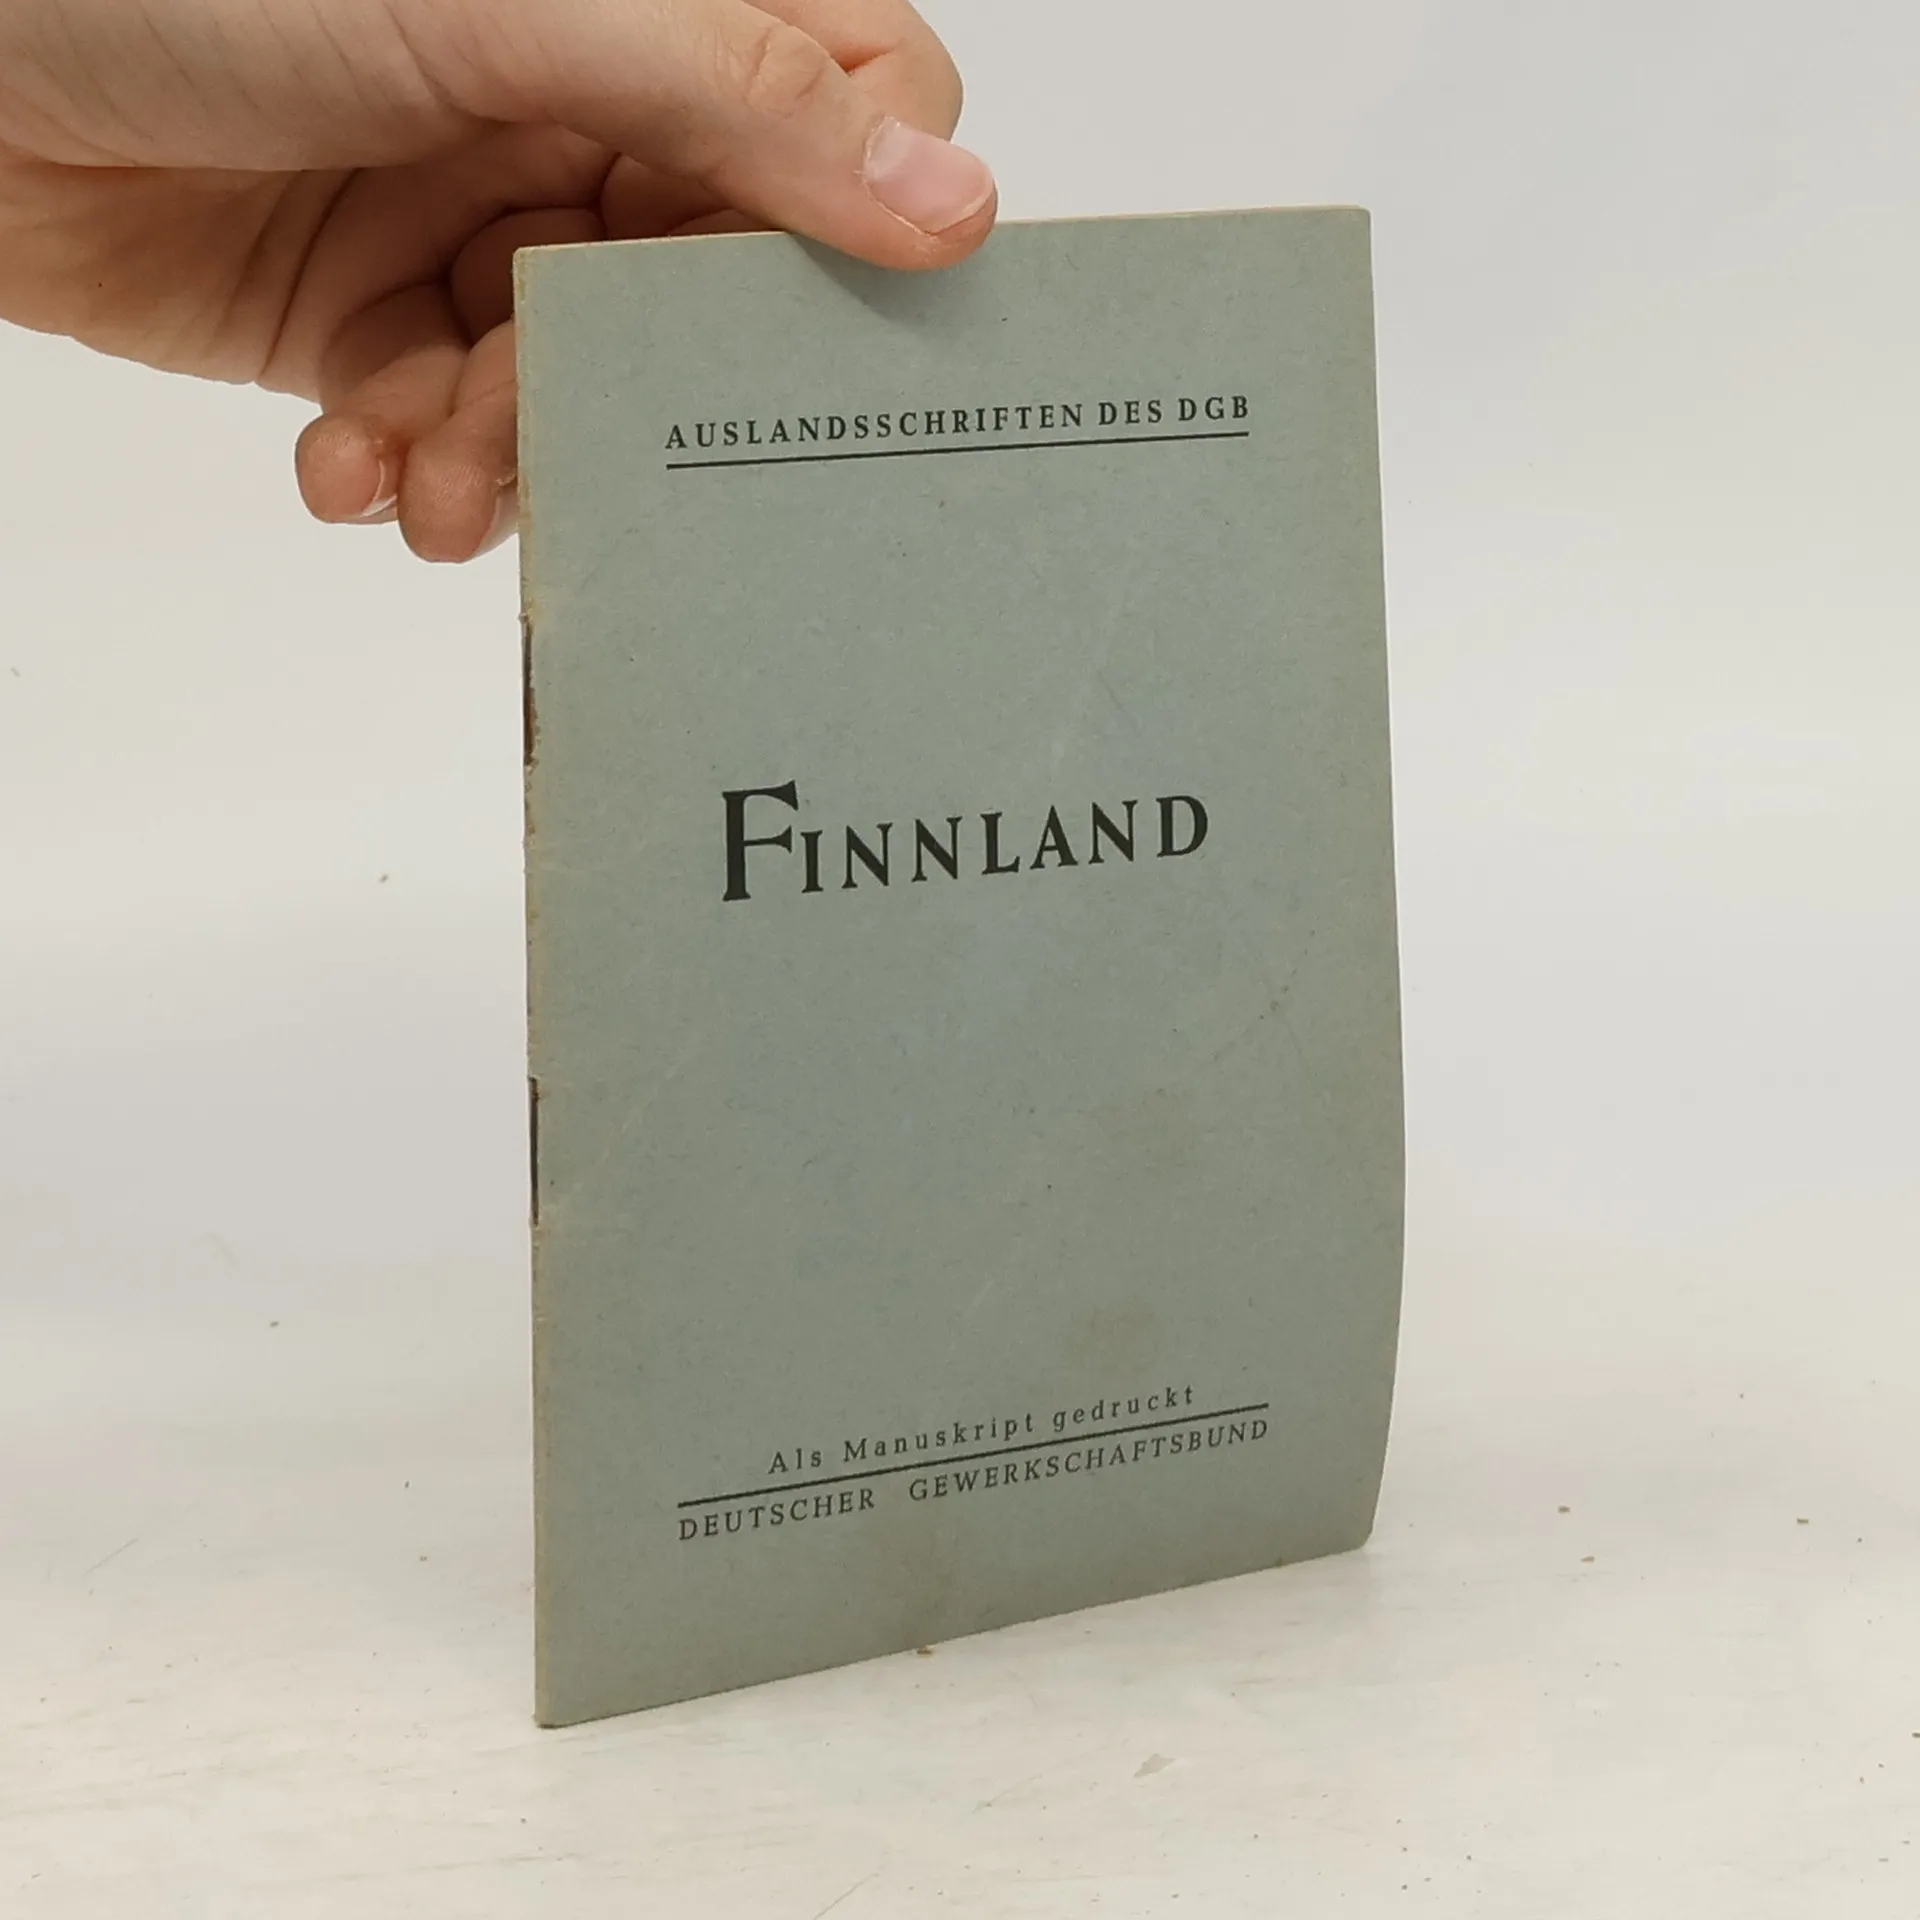 AUSLANDSSCHRIFTEN DES DGB
FINNLAND
Als Manuskript gedruckt
DEUTSCHER GEWERKSCHAFTSBUND